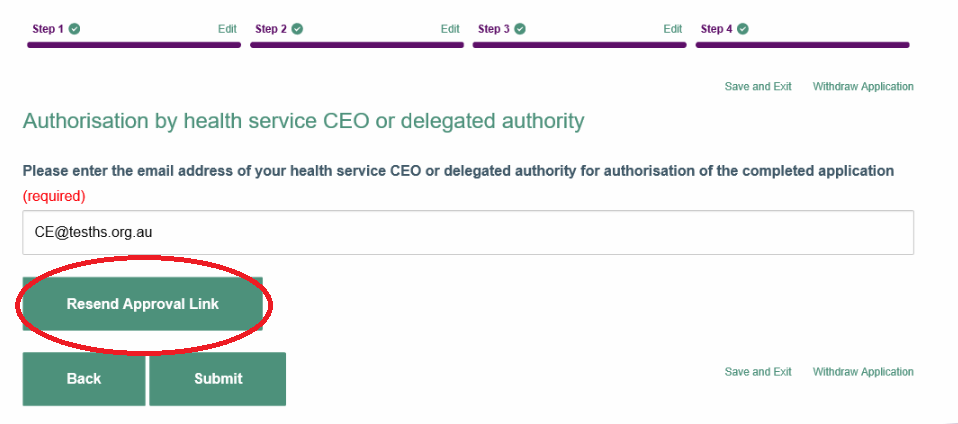 Step 1 Edit Step 2 Edit Step 3 Edit Step 4
Save and Exit Withdraw Application
Authorisation by health service CEO or delegated authority
Please enter the email address of your health service CEO or delegated authority for authorisation of the completed application
(required)
CE@tesths.org.au
Resend Approval Link
Back Submit Save and Exit Withdraw Application